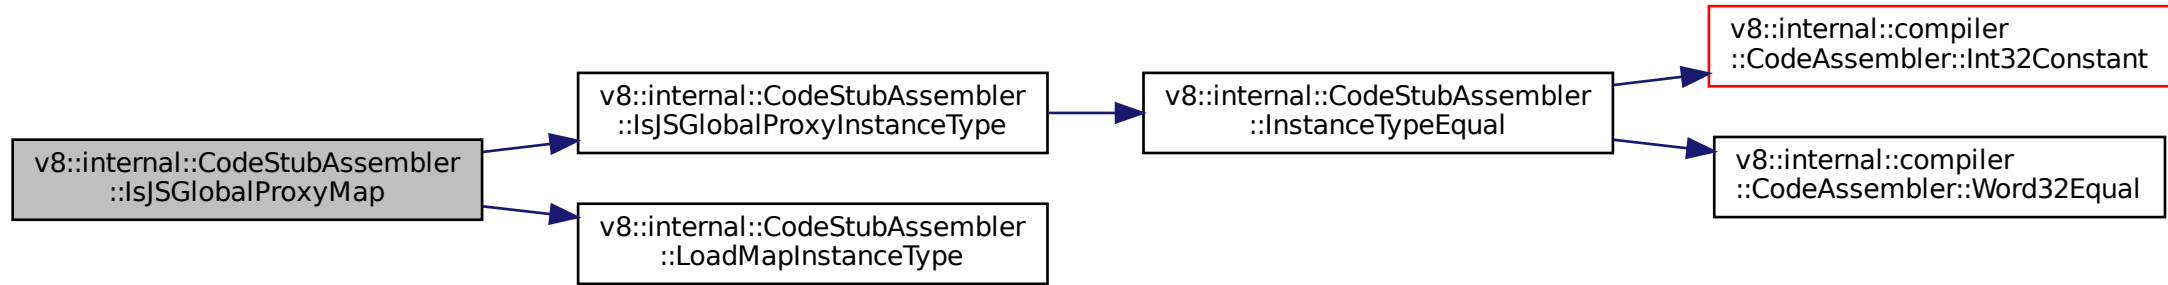 v8::internal::CodeStubAssembler
::IsJSGlobalProxyMap
v8::internal::CodeStubAssembler
::IsJSGlobalProxyInstanceType
v8::internal::CodeStubAssembler
::LoadMapInstanceType
v8::internal::CodeStubAssembler
::InstanceTypeEqual
v8::internal::compiler
::CodeAssembler::Int32Constant
v8::internal::compiler
::CodeAssembler::Word32Equal